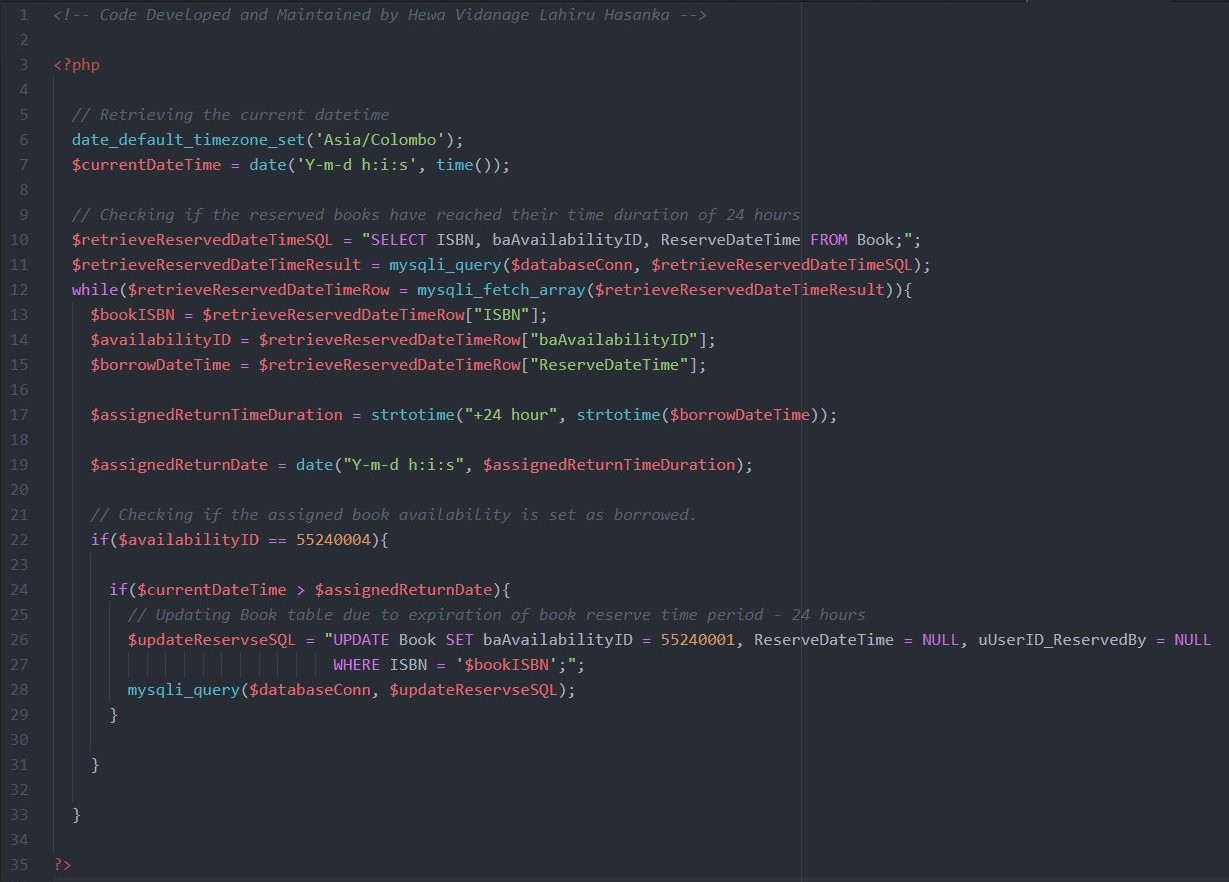 1 <!-- Code Developed and Maintained by Hewa Vidanage Lahiru Hasanka -->
2
3 <?php
4
5 // Retrieving the current datetime
6 date_default_timezone_set('Asia/Colombo');
7 $currentDateTime = date('Y-m-d h:i:s', time());
8
9 // Checking if the reserved books have reached their time duration of 24 hours
10 $retrieveReservedDateTimeSQL = "SELECT ISBN, baAvailabilityID, ReserveDateTime FROM Book;";
11 $retrieveReservedDateTimeResult = mysqli_query($databaseConn, $retrieveReservedDateTimeSQL);
12 while($retrieveReservedDateTimeRow = mysqli_fetch_array($retrieveReservedDateTimeResult)){
13 $bookISBN = $retrieveReservedDateTimeRow["ISBN"];
14 $availabilityID = $retrieveReservedDateTimeRow["baAvailabilityID"];
15 $borrowDateTime = $retrieveReservedDateTimeRow["ReserveDateTime"];
16
17 $assignedReturnTimeDuration = strtotime("+24 hour", strtotime($borrowDateTime));
18
19 $assignedReturnDate = date("Y-m-d h:i:s", $assignedReturnTimeDuration);
20
21 // Checking if the assigned book availability is set as borrowed.
22 if($availabilityID == 55240004){
23
24 if($currentDateTime > $assignedReturnDate){
25 // Updating Book table due to expiration of book reserve time period - 24 hours
26 $updateReservseSQL = "UPDATE Book SET baAvailabilityID = 55240001, ReserveDateTime = NULL, uUserID_ReservedBy = NULL
27 WHERE ISBN = '$bookISBN';";
28 mysqli_query($databaseConn, $updateReservseSQL);
29 }
30
31 }
32
33 }
34
35 ?>